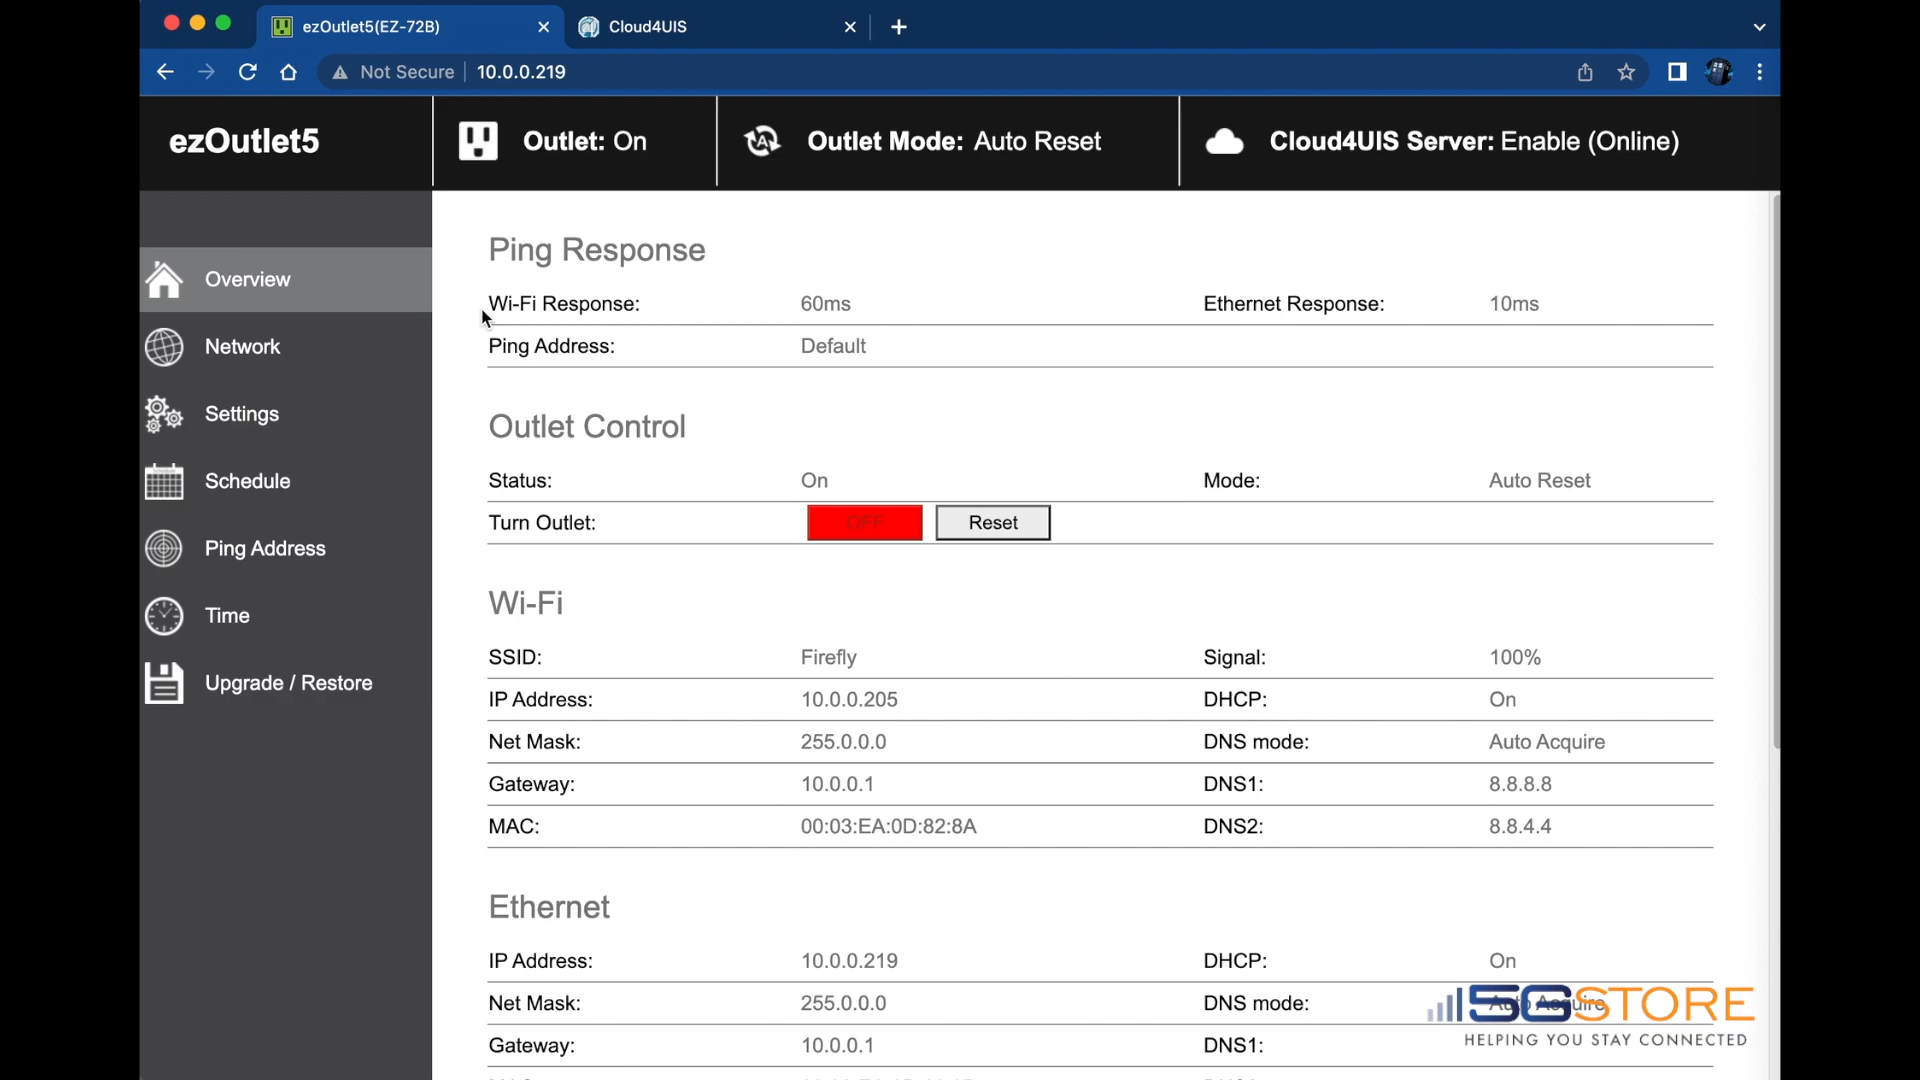 ezOutlet5(EZ-72B)
Cloud4UIS
Not Secure 10.0.0.219
ezOutlet5 Outlet: On Outlet Mode: Auto Reset Cloud4UIS Server: Enable (Online)
Overview
Network
Settings
Schedule
Ping Address
Time
Upgrade / Restore
Ping Response
Wi-Fi Response: 60ms Ethernet Response: 10ms
Ping Address: Default
Outlet Control
Status: On Mode: Auto Reset
Turn Outlet: OFF Reset
Wi-Fi
SSID: Firefly Signal: 100%
IP Address: 10.0.0.205 DHCP: On
Net Mask: 255.0.0.0 DNS mode: Auto Acquire
Gateway: 10.0.0.1 DNS1: 8.8.8.8
MAC: 00:03:EA:0D:82:8A DNS2: 8.8.4.4
Ethernet
IP Address: 10.0.0.219 DHCP: On
Net Mask: 255.0.0.0 DNS mode: Auto Acquire
Gateway: 10.0.0.1 DNS1:
5GSTORE
HELPING YOU STAY CONNECTED